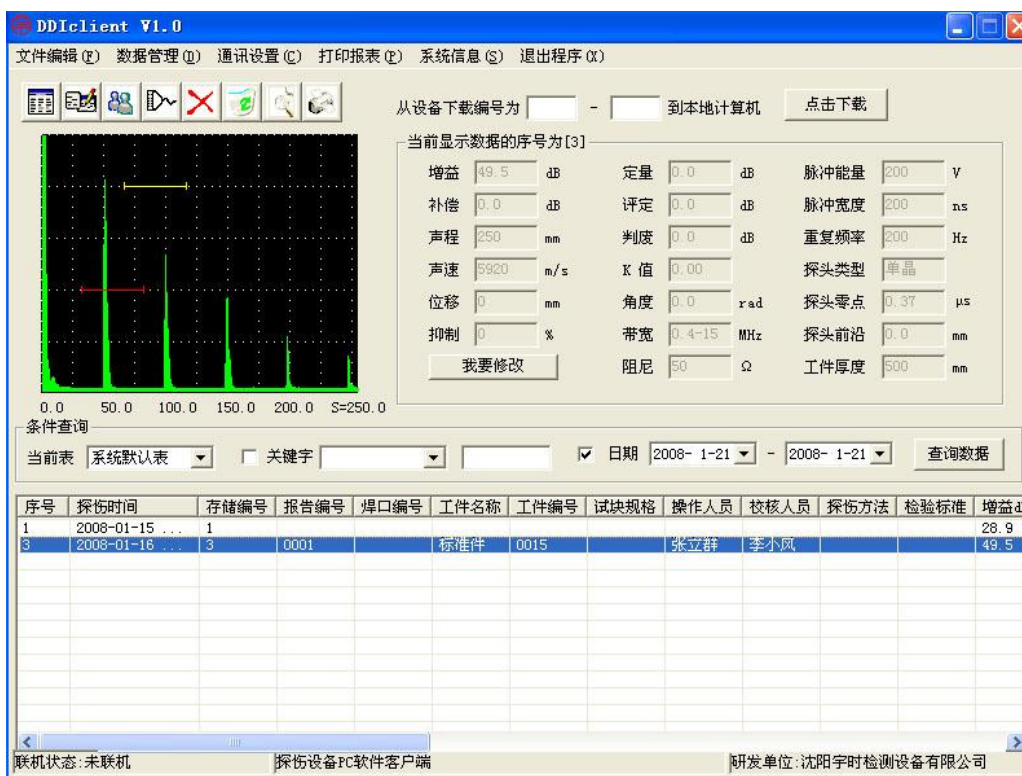 DDIclient V1.0
文件编辑(F) 数据管理(D) 通讯设置(C) 打印报表(P) 系统信息(S) 退出程序(X)
从设备下载编号为 - 到本地计算机 点击下载
当前显示数据的序号为[3]
增益 49.5 dB 定量 0.0 dB 脉冲能量 200 V
补偿 0.0 dB 评定 0.0 dB 脉冲宽度 200 ns
声程 250 mm 判废 0.0 dB 重复频率 200 Hz
声速 5920 m/s K 值 0.00 探头类型 单晶
位移 0 mm 角度 0.0 rad 探头零点 0.37 μs
抑制 0 % 带宽 0.4-15 MHz 探头前沿 0.0 mm
我要修改 阻尼 50 Ω 工件厚度 500 mm
0.0 50.0 100.0 150.0 200.0 S=250.0
条件查询
当前表 系统默认表 关键字 日期 2008- 1-21 - 2008- 1-21 查询数据
序号 探伤时间 存储编号 报告编号 焊口编号 工件名称 工件编号 试块规格 操作人员 校核人员 探伤方法 检验标准 增益d
1 2008-01-15 ... 1 28.9
3 2008-01-16 ... 3 0001 标准件 0015 张立群 李小风 49.5
联机状态:未联机 探伤设备PC软件客户端 研发单位:沈阳宇时检测设备有限公司